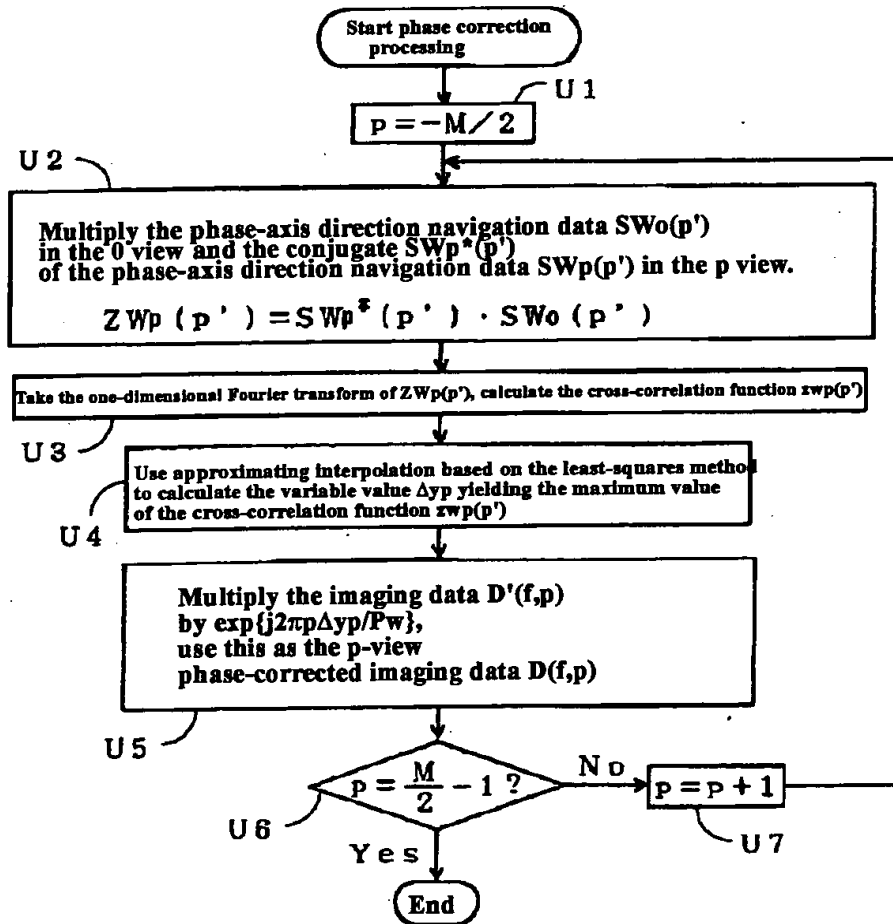 Start phase correction
processing
U1
p=-M/2
U2
Multiply the phase-axis direction navigation data SWo(p')
in the 0 view and the conjugate SWp*(p')
of the phase-axis direction navigation data SWp(p') in the p view.
ZWp(p')=SWp*(p')·SWo(p')
Take the one-dimensional Fourier transform of ZWp(p'), calculate the cross-correlation function zwp(p')
U3
Use approximating interpolation based on the least-squares method
to calculate the variable value Δyp yielding the maximum value
of the cross-correlation function zwp(p')
U4
Multiply the imaging data D'(f,p)
by exp{j2πpΔyp/Pw},
use this as the p-view
phase-corrected imaging data D(f,p)
U5
p=M/2-1?
No
p=p+1
U6
U7
Yes
End